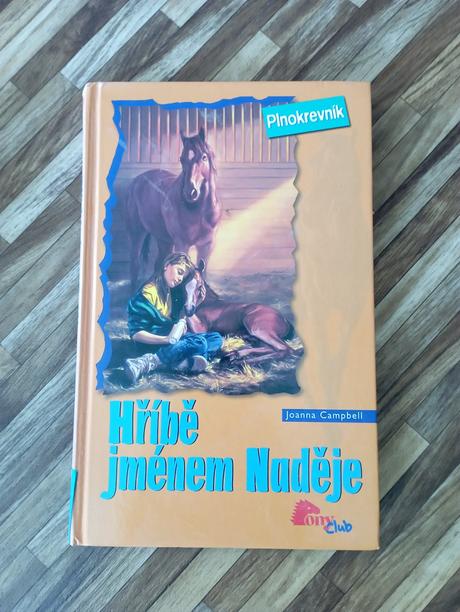 Plnokrevník
Joanna Campbell
Hříbě
jménem Naděje
Pony
Club